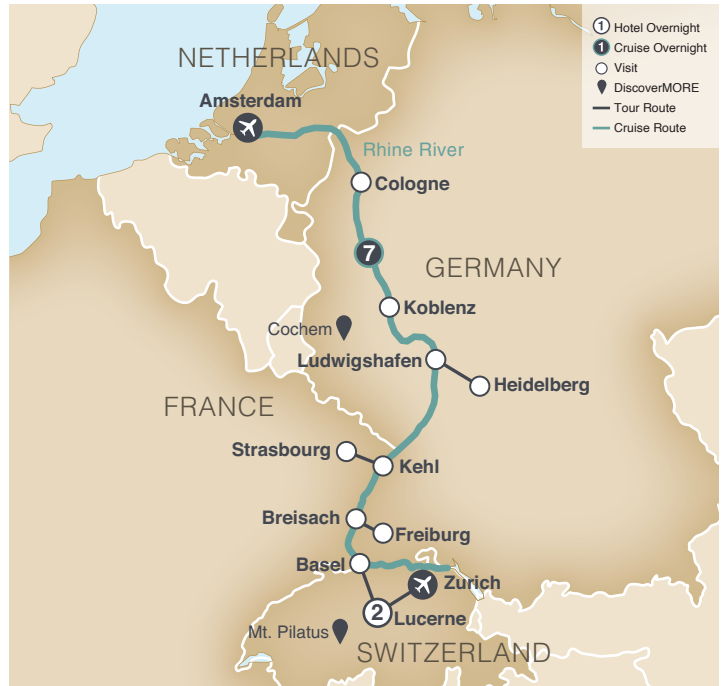 NETHERLANDS
Amsterdam
Rhine River
Cologne
7
GERMANY
Koblenz
Cochem
Ludwigshafen
Heidelberg
FRANCE
Strasbourg
Kehl
Breisach
Freiburg
Basel
Zurich
2
Lucerne
Mt. Pilatus
SWITZERLAND
1 Hotel Overnight
1 Cruise Overnight
Visit
DiscoverMORE
Tour Route
Cruise Route